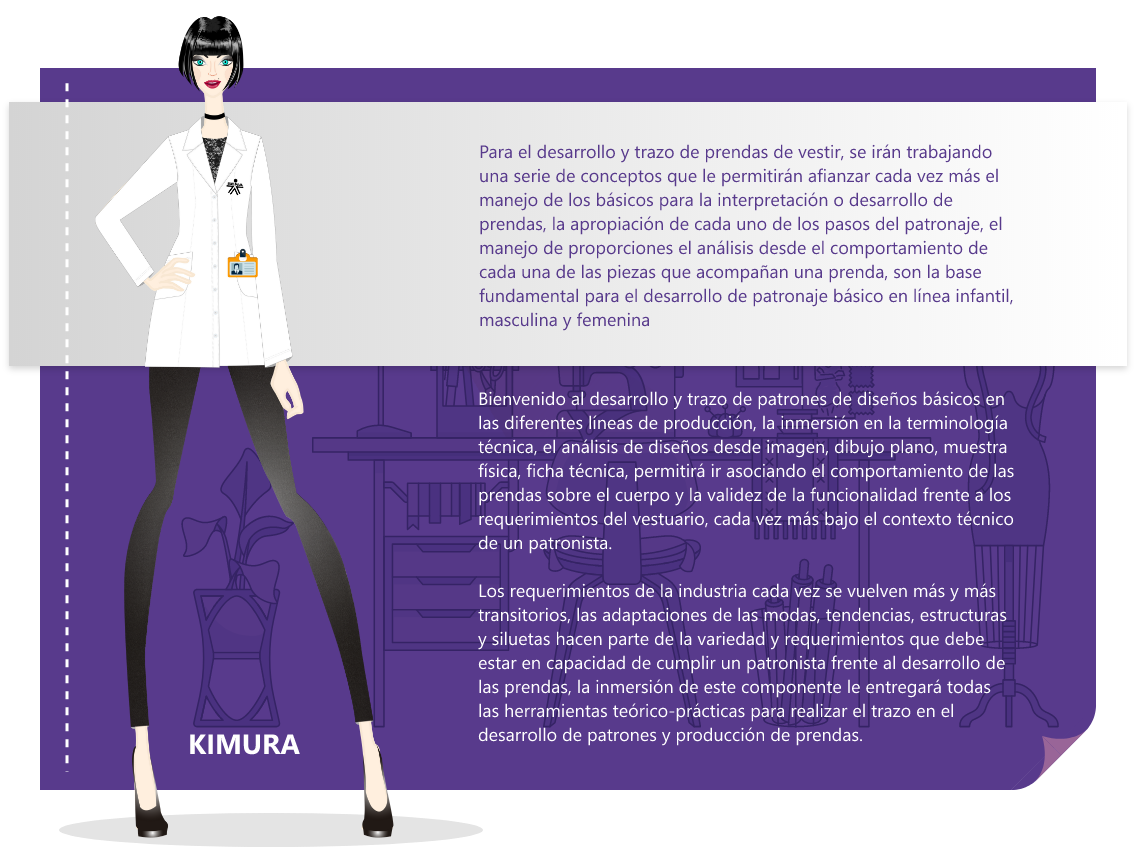 Para el desarrollo y trazo de prendas de vestir, se irán trabajando
una serie de conceptos que le permitirán afianzar cada vez más el
manejo de los básicos para la interpretación o desarrollo de
prendas, la apropiación de cada uno de los pasos del patronaje, el
manejo de proporciones el análisis desde el comportamiento de
cada una de las piezas que acompañan una prenda, son la base
fundamental para el desarrollo de patronaje básico en línea infantil,
masculina y femenina
Bienvenido al desarrollo y trazo de patrones de diseños básicos en
las diferentes líneas de producción, la inmersión en la terminología
técnica, el análisis de diseños desde imagen, dibujo plano, muestra
física, ficha técnica, permitirá ir asociando el comportamiento de las
prendas sobre el cuerpo y la validez de la funcionalidad frente a los
requerimientos del vestuario, cada vez más bajo el contexto técnico
de un patronista.
Los requerimientos de la industria cada vez se vuelven más y más
transitorios, las adaptaciones de las modas, tendencias, estructuras
y siluetas hacen parte de la variedad y requerimientos que debe
estar en capacidad de cumplir un patronista frente al desarrollo de
las prendas, la inmersión de este componente le entregará todas
las herramientas teórico-prácticas para realizar el trazo en el
desarrollo de patrones y producción de prendas.
KIMURA